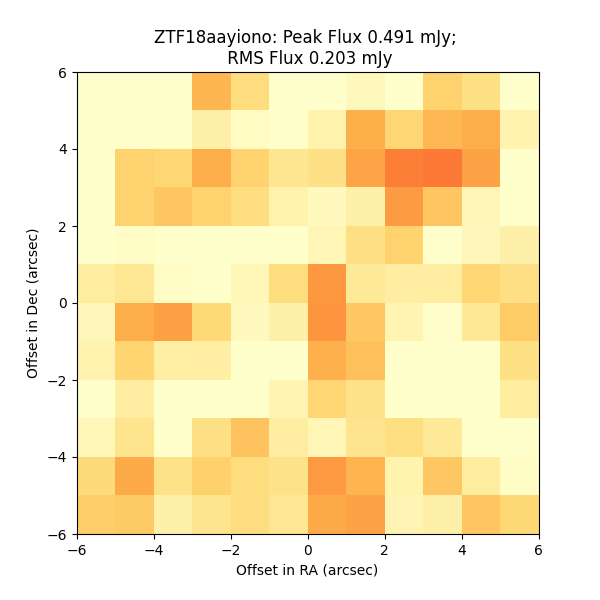 ZTF18aayiono: Peak Flux 0.491 mJy;
RMS Flux 0.203 mJy
6
4
2
0
−2
−4
−6
Offset in Dec (arcsec)
−6 −4 −2 0 2 4 6
Offset in RA (arcsec)